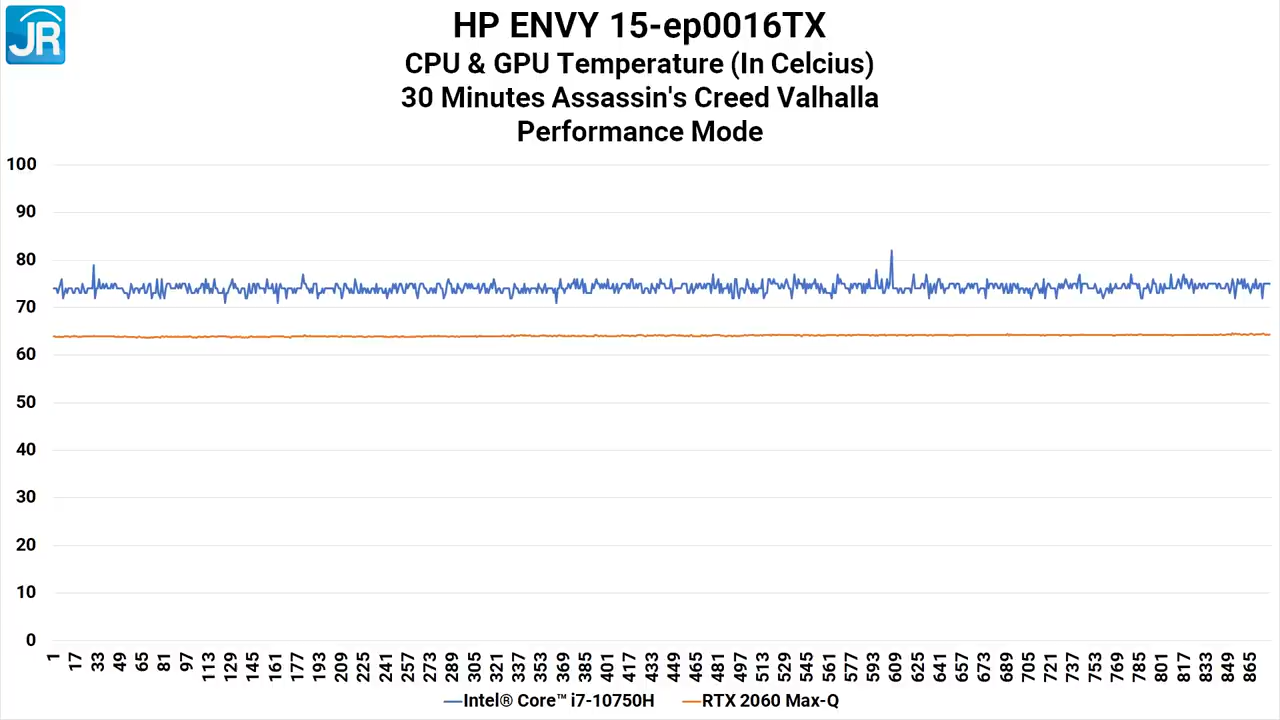 JR
HP ENVY 15-ep0016TX
CPU & GPU Temperature (In Celcius)
30 Minutes Assassin's Creed Valhalla
Performance Mode
100
90
80
70
60
50
40
30
20
10
0
1 17 33 49 65 81 97 113 129 145 161 177 193 209 225 241 257 273 289 305 321 337 353 369 385 401 417 433 449 465 481 497 513 529 545 561 577 593 609 625 641 657 673 689 705 721 737 753 769 785 801 817 833 849 865
Intel® Core™ i7-10750H RTX 2060 Max-Q